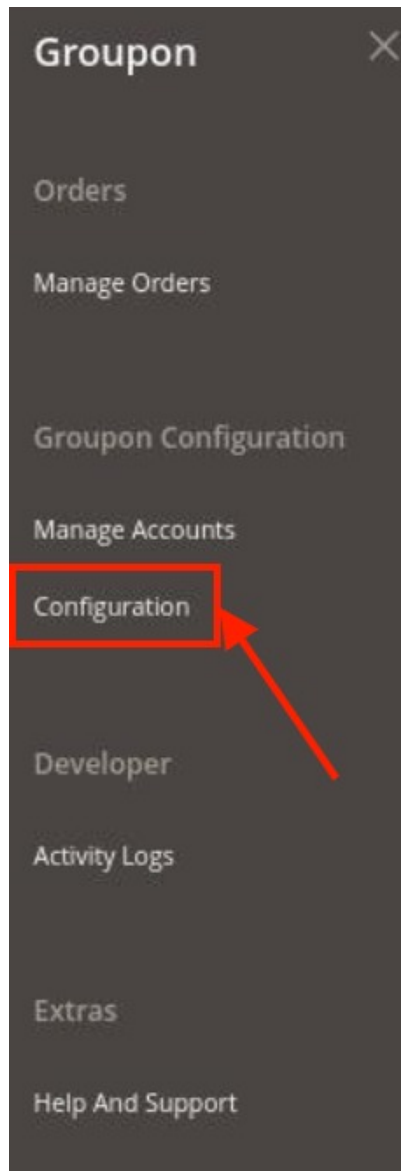 Groupon
Orders
Manage Orders
Groupon Configuration
Manage Accounts
Configuration
Developer
Activity Logs
Extras
Help And Support